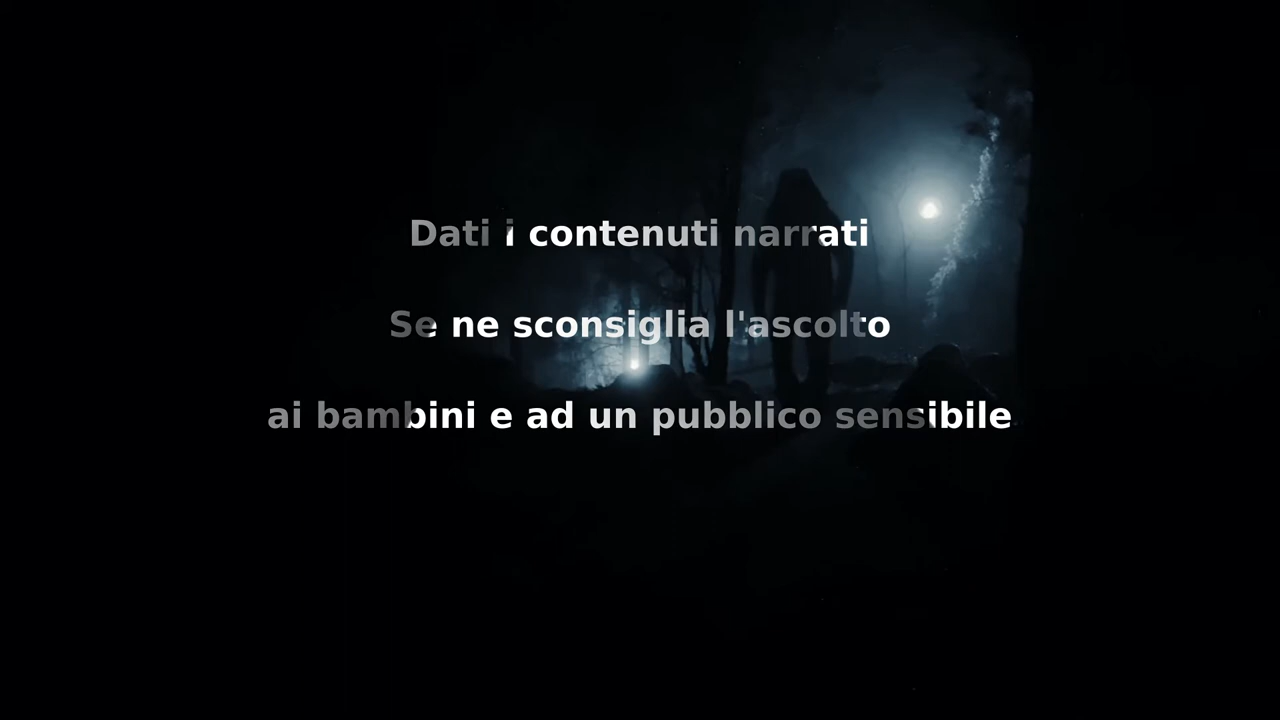 Dati i contenuti narrati
Se ne sconsiglia l'ascolto
ai bambini e ad un pubblico sensibile